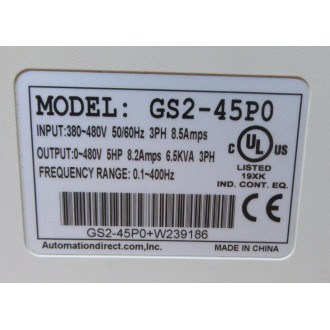 MODEL: GS2-45P0
INPUT:380~480V 50/60Hz 3PH 8.5Amps
OUTPUT:0~480V 5HP 8.2Amps 6.5KVA 3PH
FREQUENCY RANGE: 0.1~400Hz
C UL US
LISTED
19XK
IND. CONT. EQ.
GS2-45P0+W239186
Automationdirect.com,Inc.
MADE IN CHINA